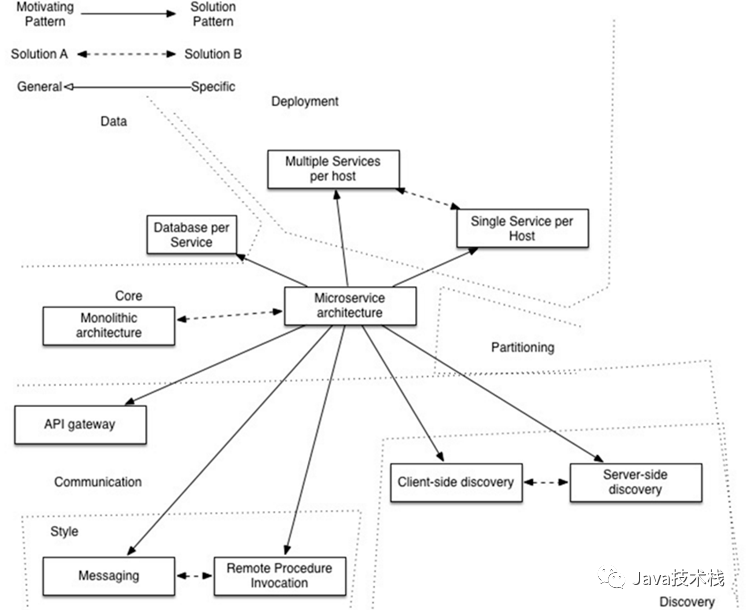 Motivating
Pattern
Solution
Pattern
Solution A
Solution B
General
Specific
Deployment
Data
Multiple Services
per host
Database per
Service
Single Service per
Host
Core
Microservice
architecture
Monolithic
architecture
Partitioning
API gateway
Communication
Client-side discovery
Server-side
discovery
Style
Messaging
Remote Procedure
Invocation
Java技术栈
Discovery